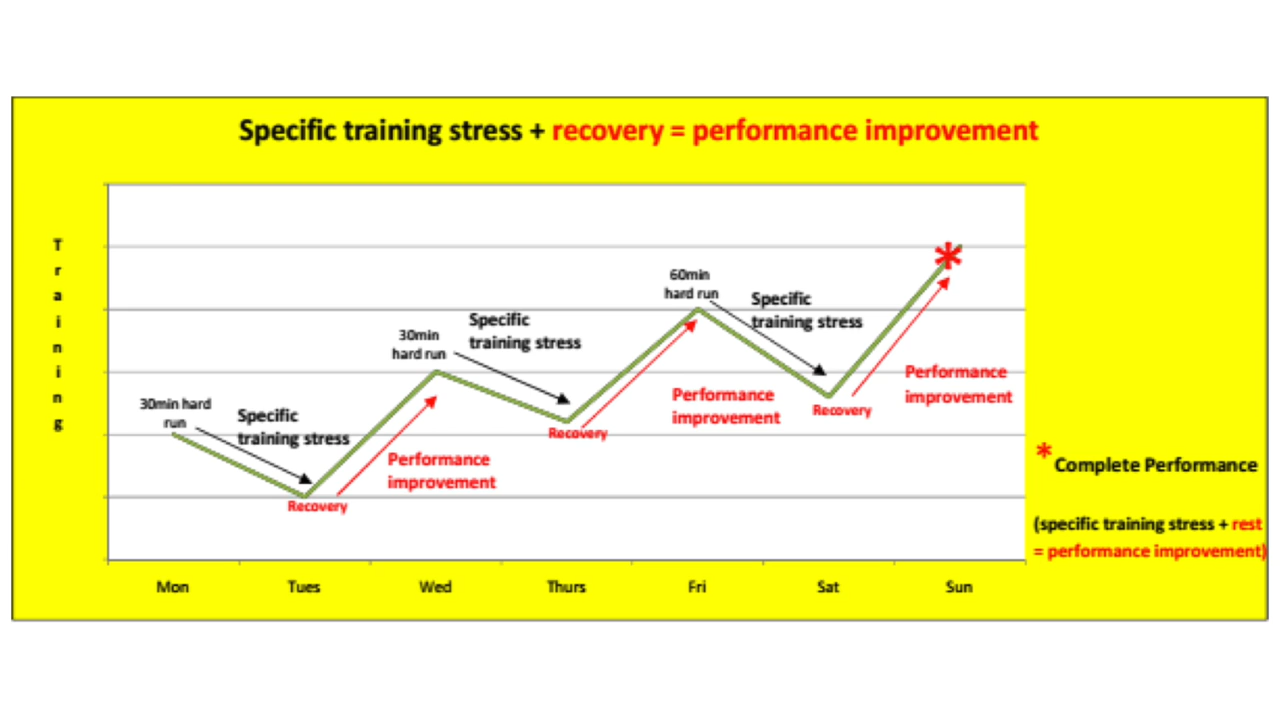 Specific training stress + recovery = performance improvement
Training
30min hard
run
Specific
training stress
Recovery
Performance
improvement
30min
hard run
Specific
training stress
Recovery
Performance
improvement
60min
hard run
Specific
training stress
Recovery
Performance
improvement
*
* Complete Performance
(specific training stress + rest
= performance improvement)
Mon Tues Wed Thurs Fri Sat Sun